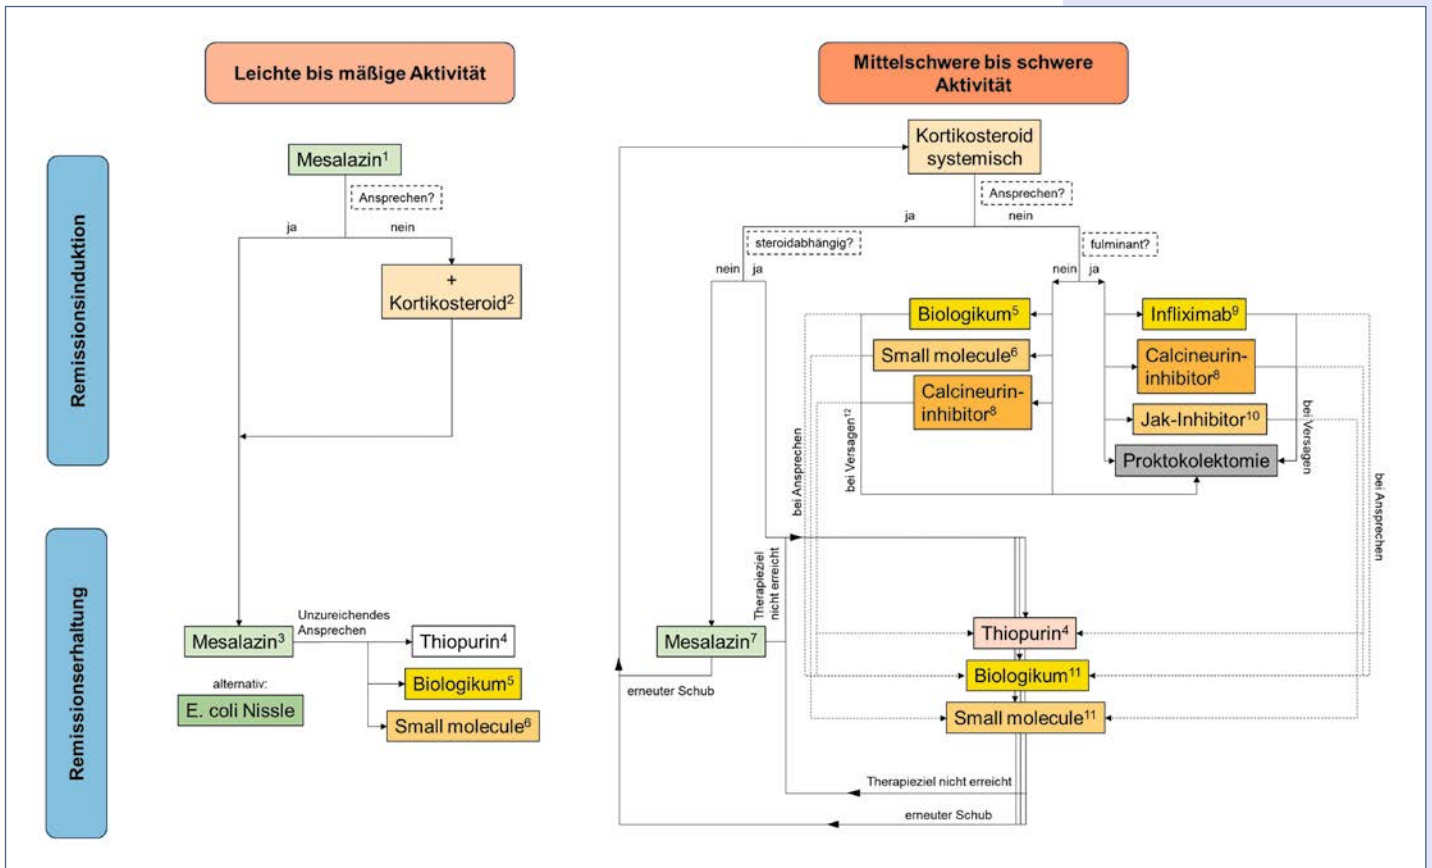 Leichte bis mäßige Aktivität
Mittelschwere bis schwere
Aktivität
Remissionsinduktion
Mesalazin¹
Ansprechen?
ja
nein
+
Kortikosteroid²
Kortikosteroid
systemisch
Ansprechen?
ja
nein
steroidabhängig?
fulminant?
nein
ja
nein
ja
Biologikum⁵
Small molecule⁶
Calcineurin-
inhibitor⁸
Infliximab⁹
Calcineurin-
inhibitor⁸
Jak-Inhibitor¹⁰
Proktokolektomie
bei Ansprechen
bei Versagen¹²
bei Versagen
bei Ansprechen
Remissionserhaltung
Mesalazin³
Unzureichendes
Ansprechen
Thiopurin⁴
Biologikum⁵
Small molecule⁶
alternativ:
E. coli Nissle
Mesalazin⁷
Therapieziel
nicht erreicht
erneuter Schub
Thiopurin⁴
Biologikum¹¹
Small molecule¹¹
Therapieziel nicht erreicht
erneuter Schub